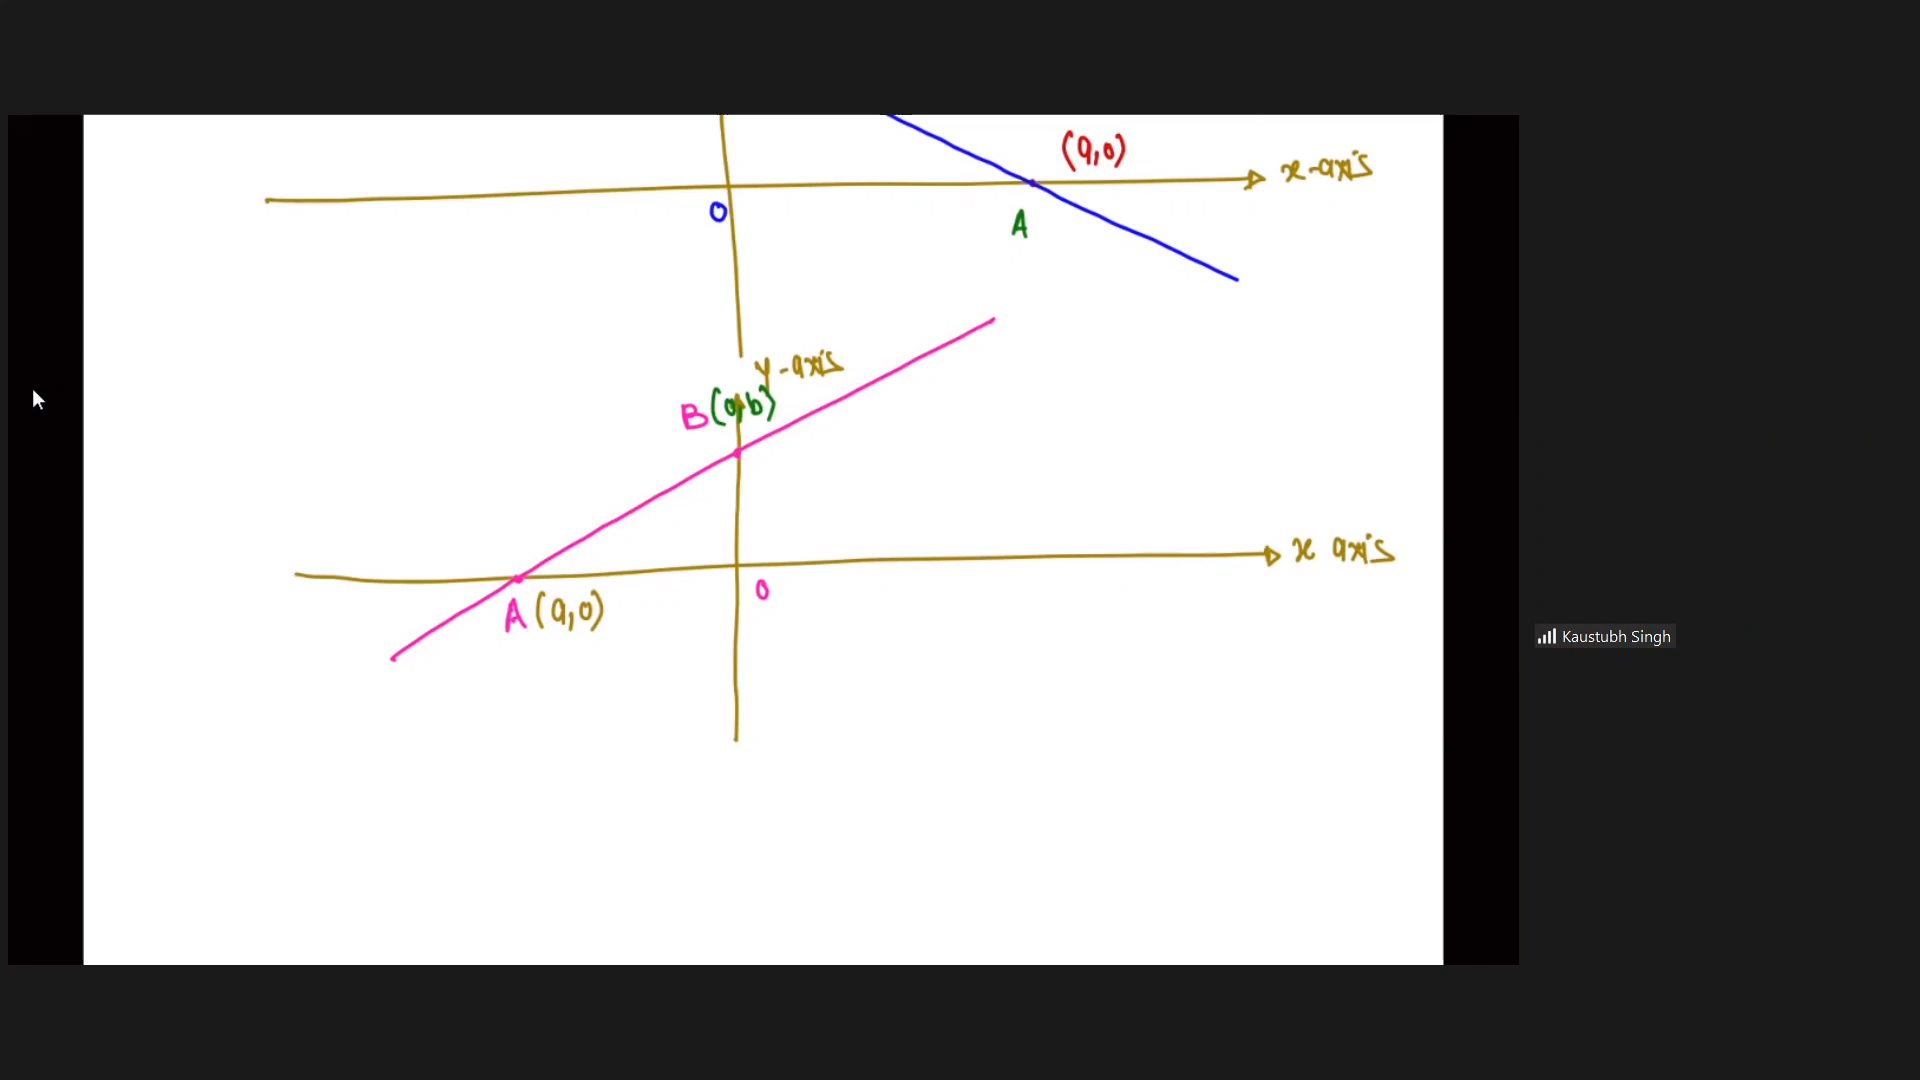 (a,0)
x-axis
O
A
y-axis
B(0,b)
x axis
A(a,0)
O
Kaustubh Singh